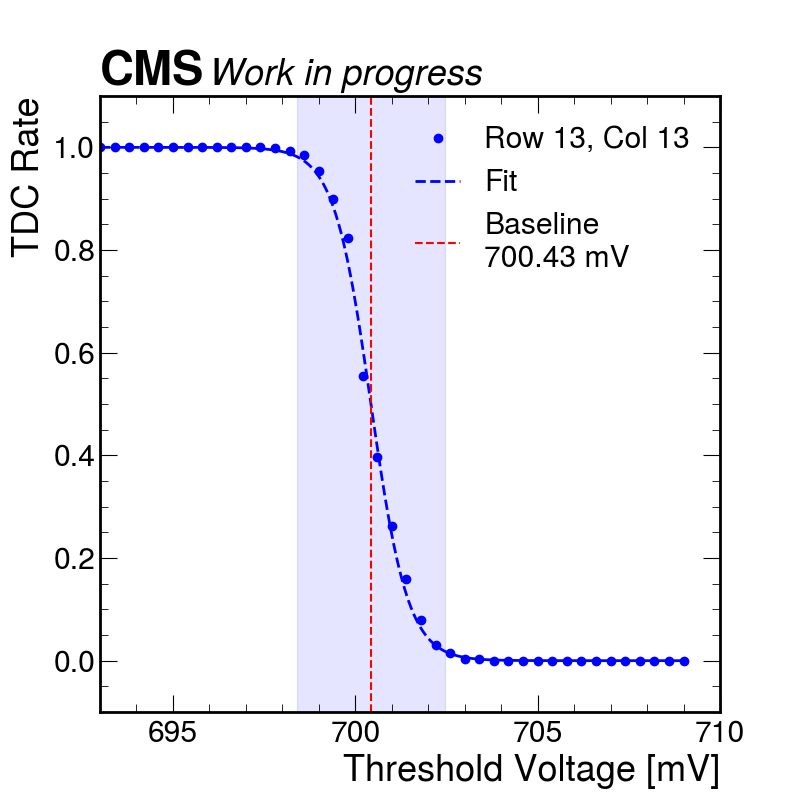 CMS Work in progress
TDC Rate
1.0
0.8
0.6
0.4
0.2
0.0
Row 13, Col 13
Fit
Baseline
700.43 mV
695 700 705 710
Threshold Voltage [mV]